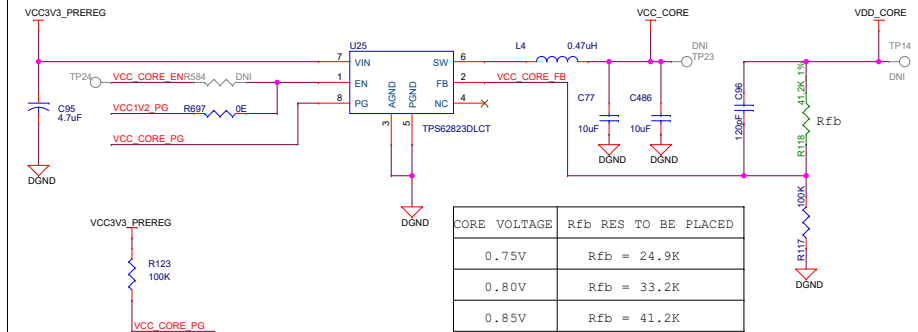 VCC3V3_PREREG
VCC_CORE
VDD_CORE
U25
L4
0.47uH
DNI
TP23
TP14
DNI
7
VIN
SW
6
TP24
VCC_CORE_EN
R584
DNI
1
EN
FB
2
VCC_CORE_FB
VCC1V2_PG
R697
0E
8
PG
NC
4
AGND
PGND
3
5
TPS62823DLCT
VCC_CORE_PG
C95
4.7uF
DGND
C77
10uF
DGND
C486
10uF
DGND
C96
120pF
41.2K 1%
R118
Rfb
100K
R117
DGND
DGND
VCC3V3_PREREG
R123
100K
VCC_CORE_PG
CORE VOLTAGE Rfb RES TO BE PLACED
0.75V Rfb = 24.9K
0.80V Rfb = 33.2K
0.85V Rfb = 41.2K